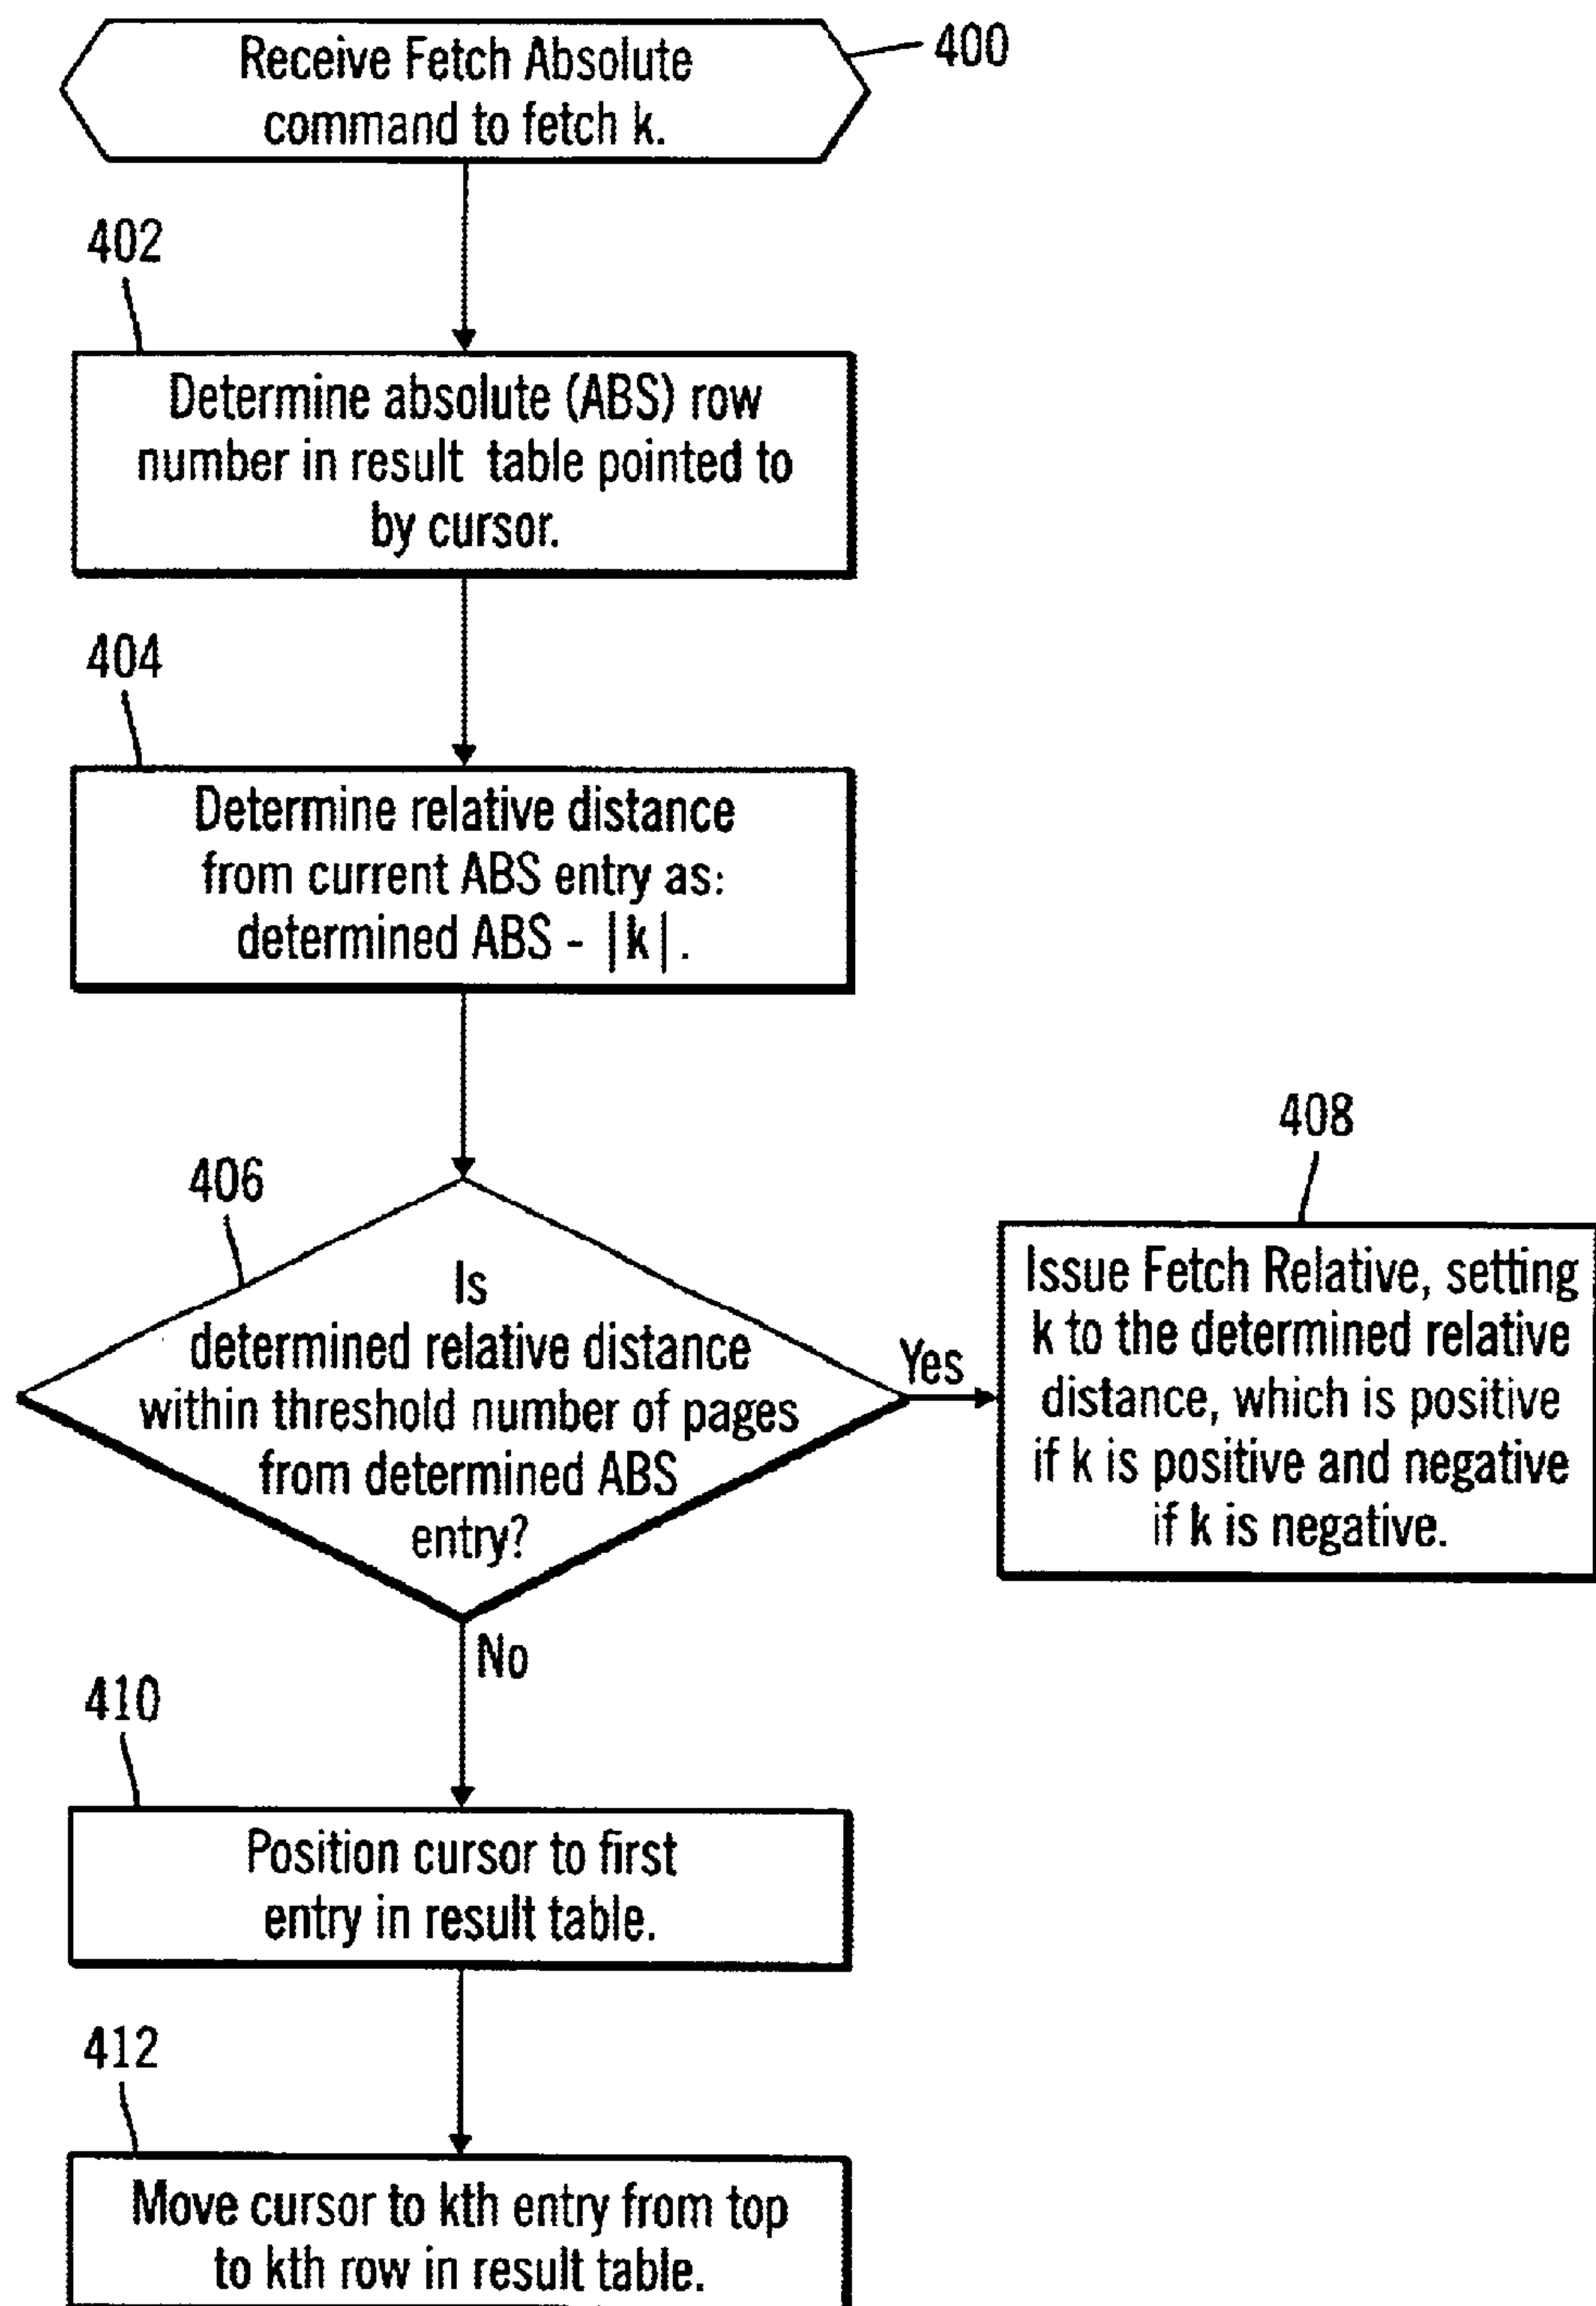 Receive Fetch Absolute
command to fetch k.
400
402
Determine absolute (ABS) row
number in result table pointed to
by cursor.
404
Determine relative distance
from current ABS entry as:
determined ABS - |k|.
406
Is
determined relative distance
within threshold number of pages
from determined ABS
entry?
Yes
408
Issue Fetch Relative, setting
k to the determined relative
distance, which is positive
if k is positive and negative
if k is negative.
No
410
Position cursor to first
entry in result table.
412
Move cursor to kth entry from top
to kth row in result table.